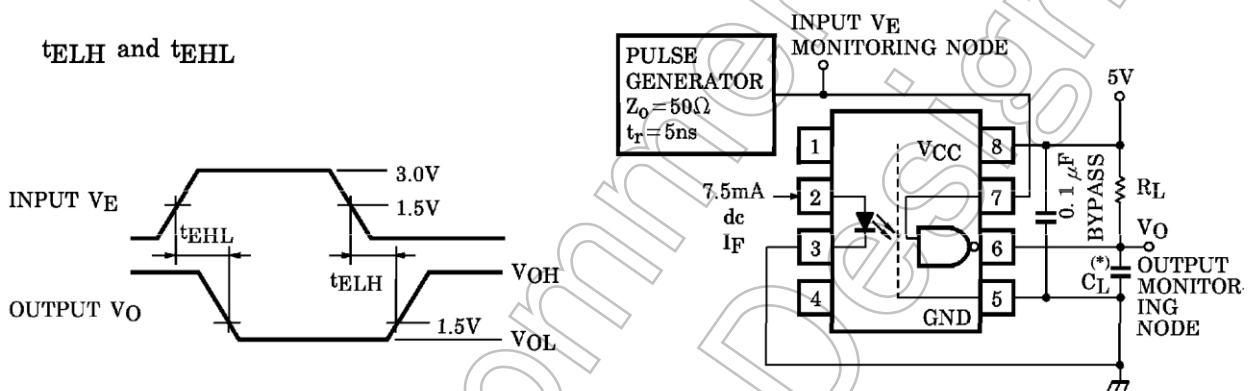 tELH and tEHL
INPUT VE
3.0V
1.5V
tEHL
tELH
OUTPUT VO
VOH
1.5V
VOL
PULSE
GENERATOR
Zo=50Ω
tr=5ns
INPUT VE
MONITORING NODE
5V
1
2
3
4
8
7
6
5
VCC
GND
7.5mA
dc
IF
0.1 μF
BYPASS
RL
VO
CL(*)
OUTPUT
MONITOR-
ING
NODE
ommen
Design